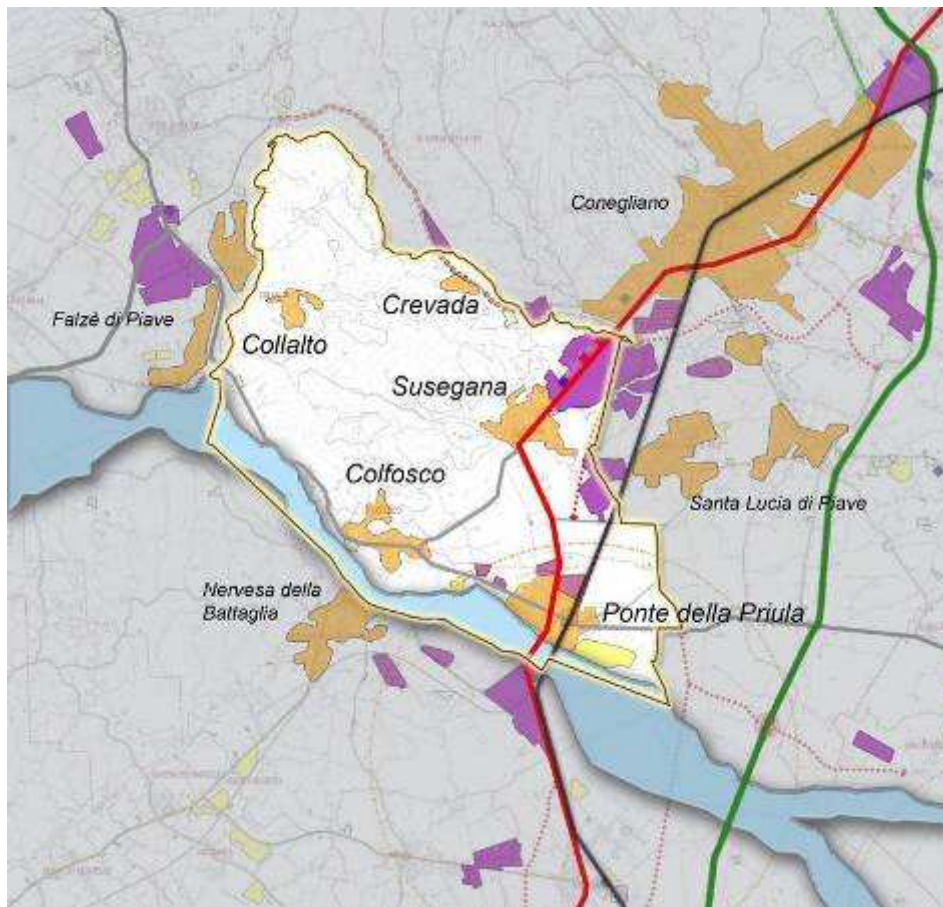 Conegliano
Crevada
Falzè di Piave
Collalto
Susegana
Colfosco
Santa Lucia di Piave
Nervesa della
Battaglia
Ponte della Priula